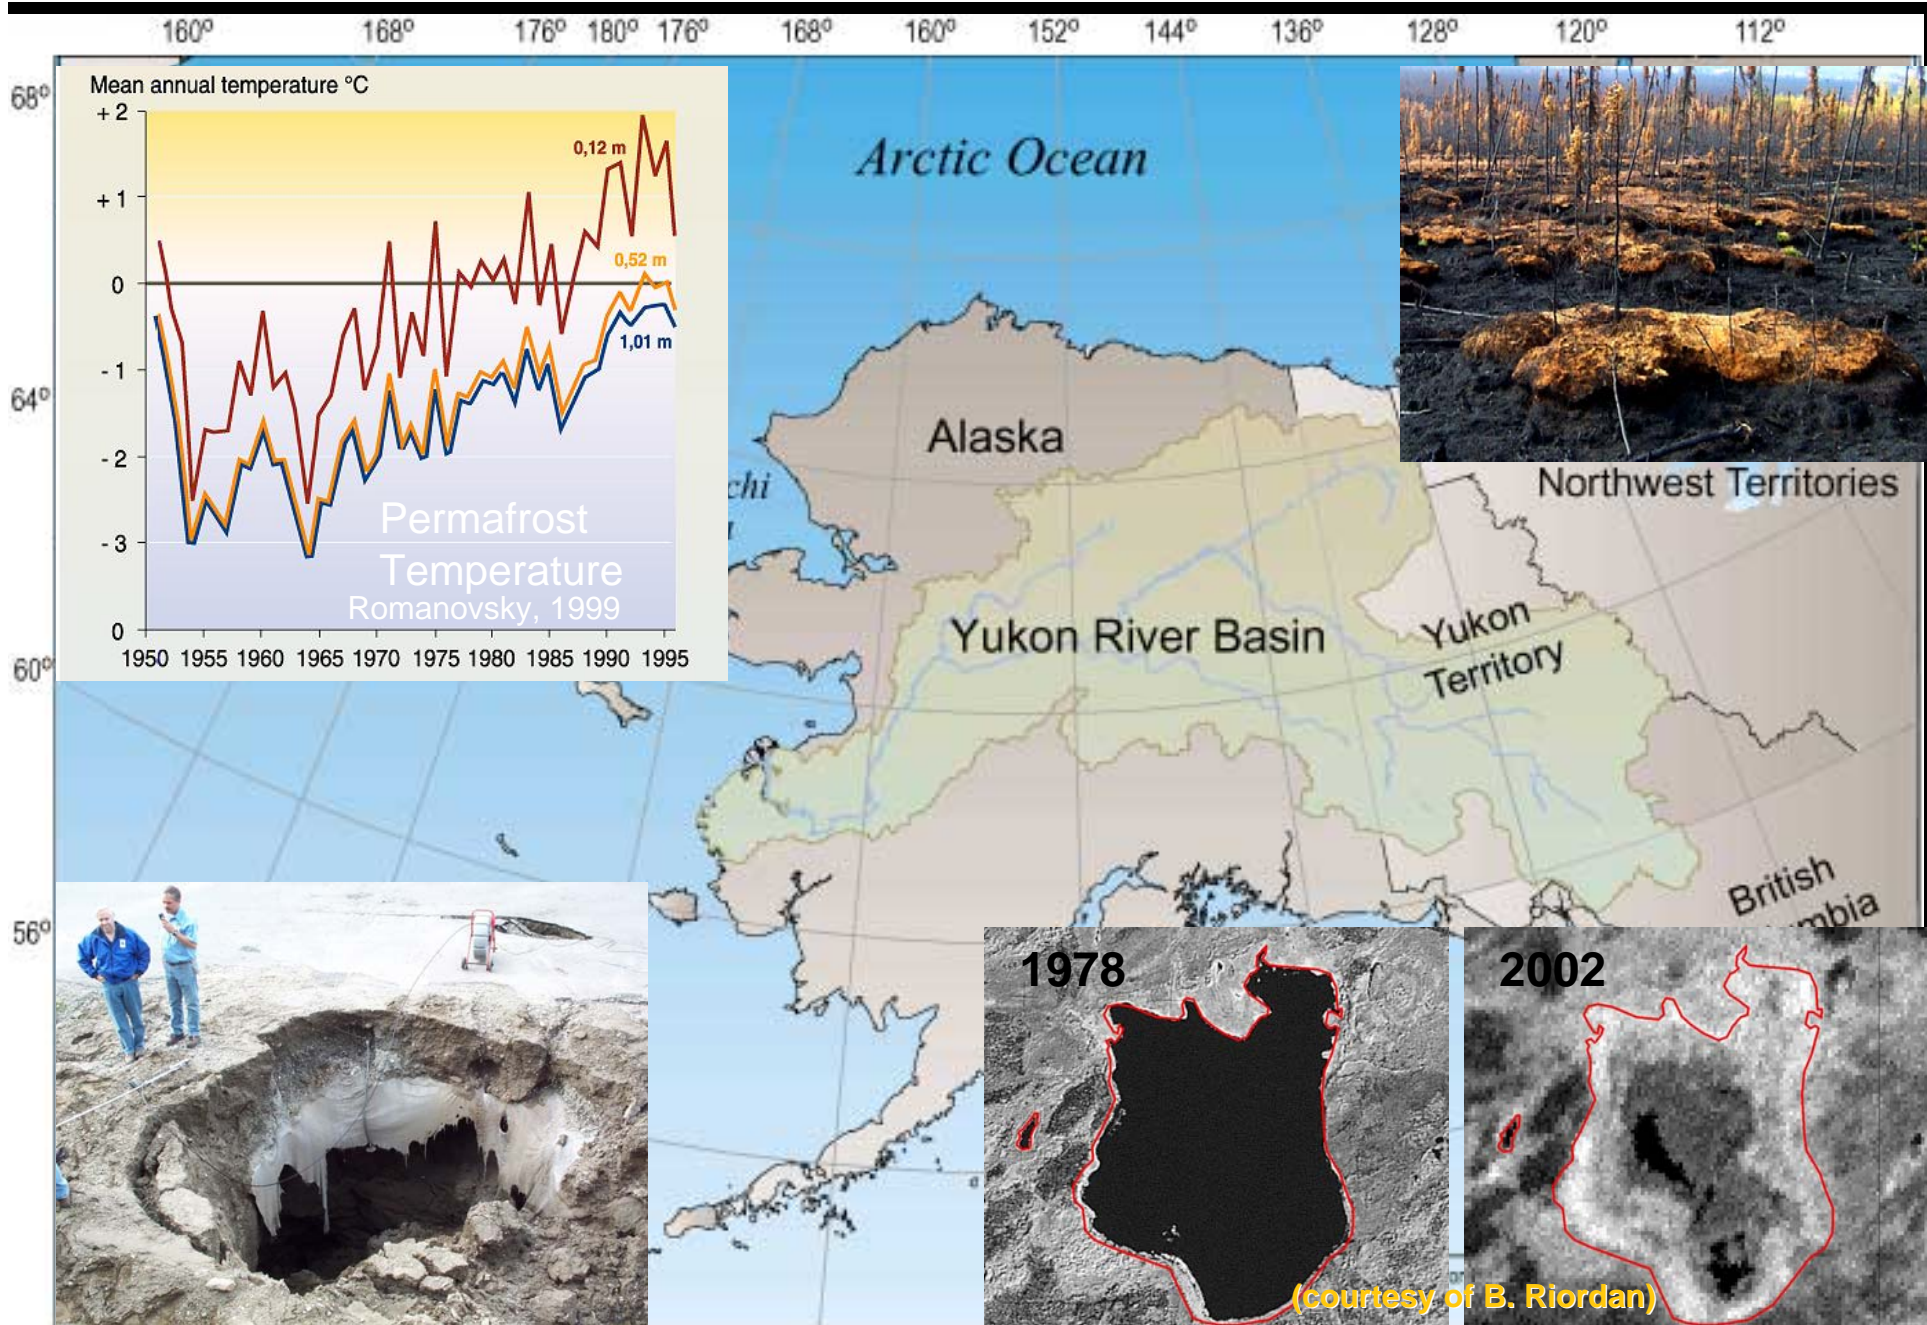 160º 168º 176º 180º 176º 168º 160º 152º 144º 136º 128º 120º 112º
68º
64º
60º
56º
Mean annual temperature °C
+ 2
+ 1
0
- 1
- 2
- 3
0
1950 1955 1960 1965 1970 1975 1980 1985 1990 1995
0,12 m
0,52 m
1,01 m
Permafrost
Temperature
Romanovsky, 1999
Arctic Ocean
Alaska
chi
Northwest Territories
Yukon River Basin
Yukon
Territory
British
umbia
1978
2002
(courtesy of B. Riordan)